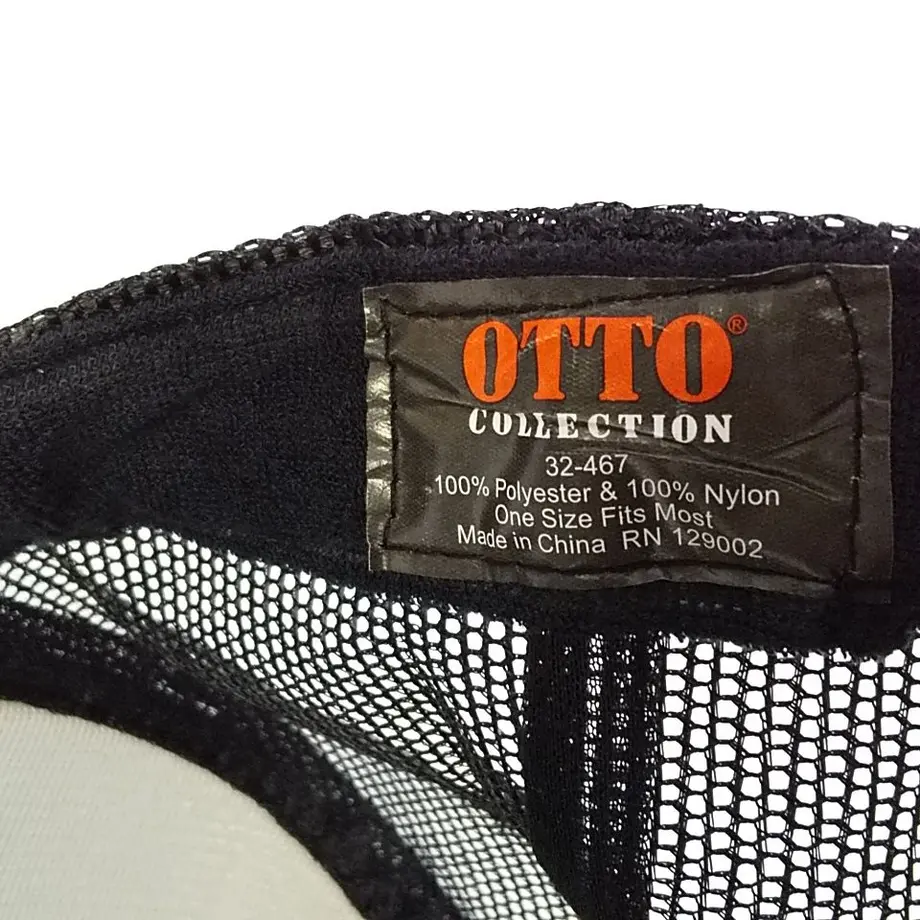 OTTO®
COLLECTION
32-467
100% Polyester & 100% Nylon
One Size Fits Most
Made in China RN 129002